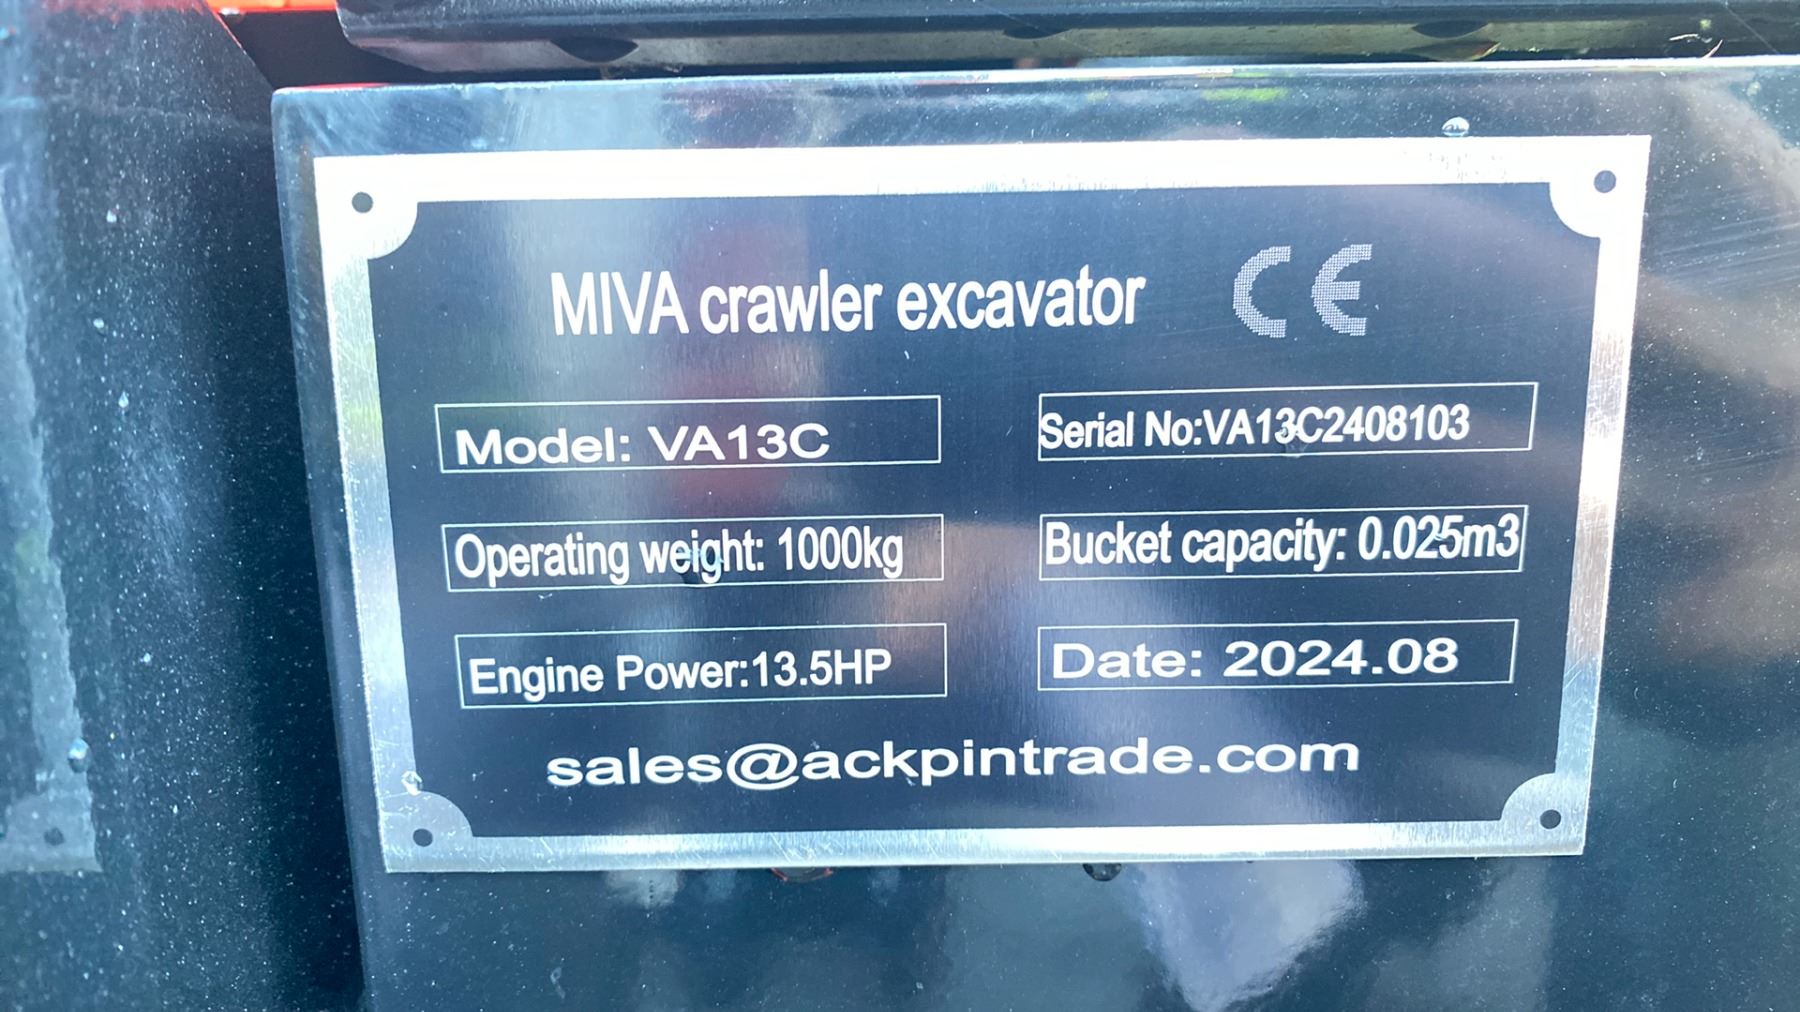 MIVA crawler excavator CE
Model: VA13C
Serial No:VA13C2408103
Operating weight: 1000kg
Bucket capacity: 0.025m3
Engine Power:13.5HP
Date: 2024.08
sales@ackpintrade.com